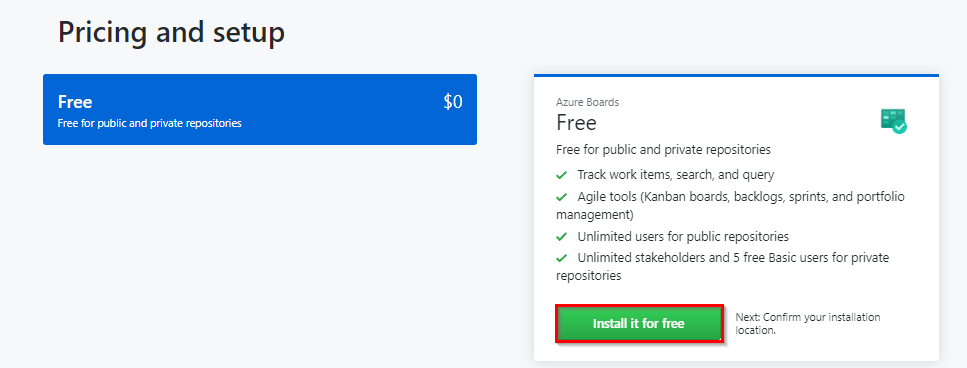 Pricing and setup
Free
$0
Free for public and private repositories
Azure Boards
Free
Free for public and private repositories
Track work items, search, and query
Agile tools (Kanban boards, backlogs, sprints, and portfolio
management)
Unlimited users for public repositories
Unlimited stakeholders and 5 free Basic users for private
repositories
Install it for free
Next: Confirm your installation
location.